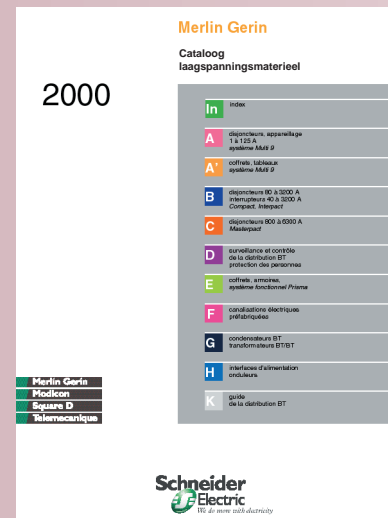 Merlin Gerin
Cataloog
laagspanningsmaterieel
2000
In
index
A
disjoncteurs, appareillage
1 à 125 A
système Multi 9
A'
coffrets, tableaux
système Multi 9
B
disjoncteurs 80 à 3200 A
interrupteurs 40 à 3200 A
Compact, Interpact
C
disjoncteurs 800 à 6300 A
Masterpact
D
surveillance et contrôle
de la distribution BT
protection des personnes
E
coffrets, armoires,
système fonctionnel Prisma
F
canalisations électriques
préfabriquées
G
condensateurs BT
transformateurs BT/BT
H
interfaces d'alimentation
onduleurs
K
guide
de la distribution BT
Merlin Gerin
Modicon
Square D
Telemecanique
Schneider
Electric
We do more with electricity